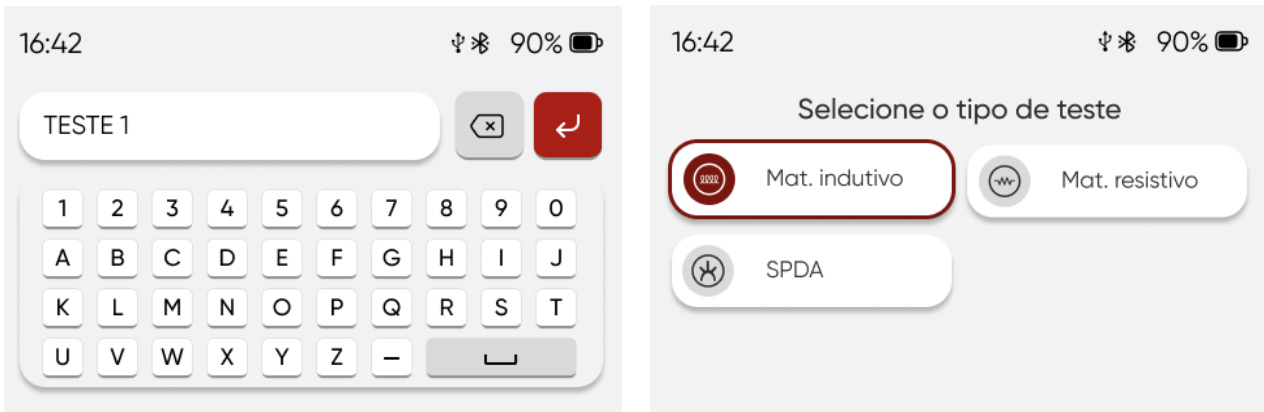 16:42 90%
TESTE 1
1 2 3 4 5 6 7 8 9 0
A B C D E F G H I J
K L M N O P Q R S T
U V W X Y Z –
16:42 90%
Selecione o tipo de teste
Mat. indutivo Mat. resistivo
SPDA